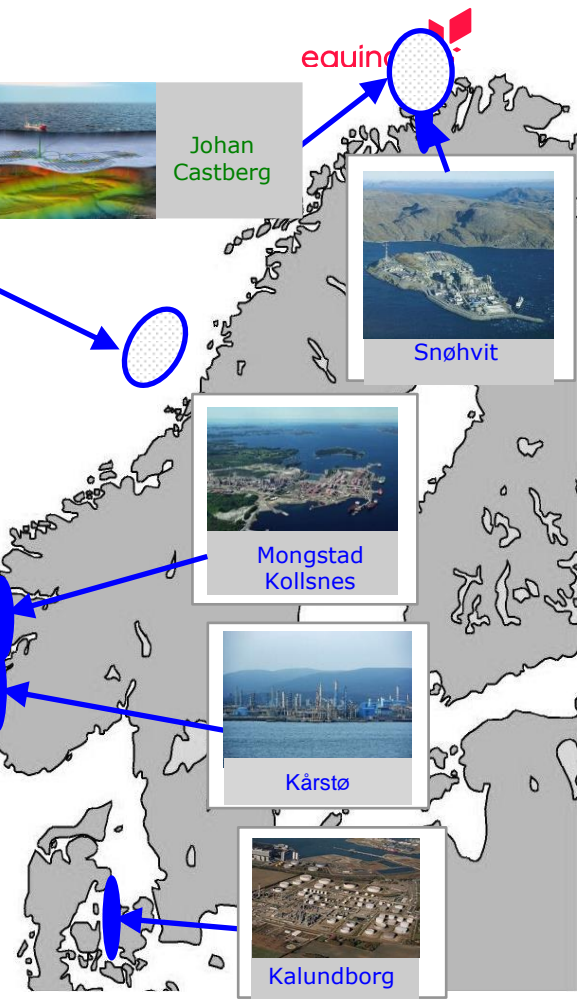 equinor
Johan
Castberg
Snøhvit
Mongstad
Kollsnes
Kårstø
Kalundborg